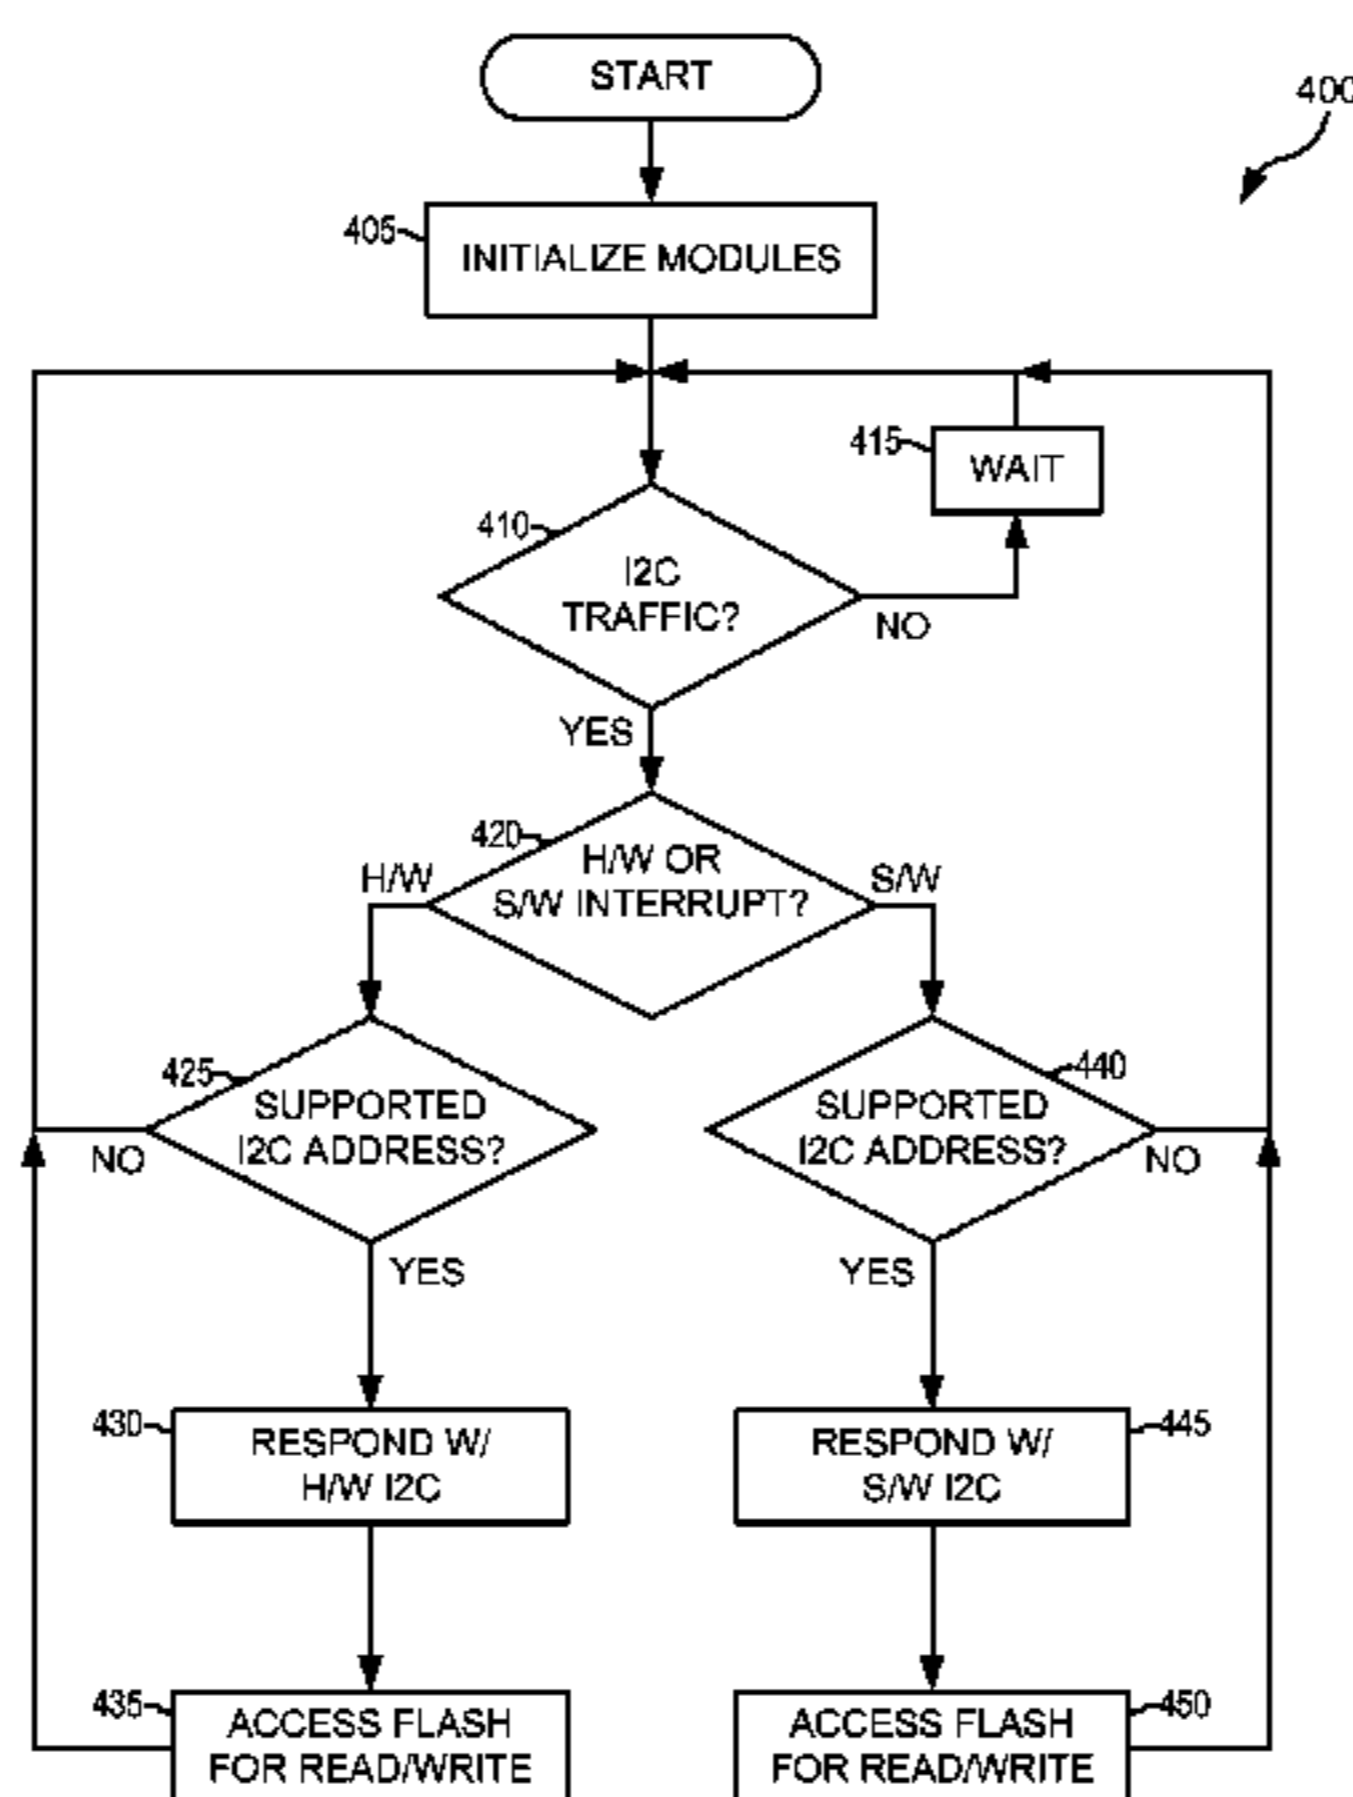 START
400
405
INITIALIZE MODULES
415
WAIT
410
I2C
TRAFFIC?
NO
YES
420
H/W OR
S/W INTERRUPT?
H/W
S/W
425
SUPPORTED
I2C ADDRESS?
NO
YES
440
SUPPORTED
I2C ADDRESS?
NO
YES
430
RESPOND W/
H/W I2C
445
RESPOND W/
S/W I2C
435
ACCESS FLASH
FOR READ/WRITE
450
ACCESS FLASH
FOR READ/WRITE